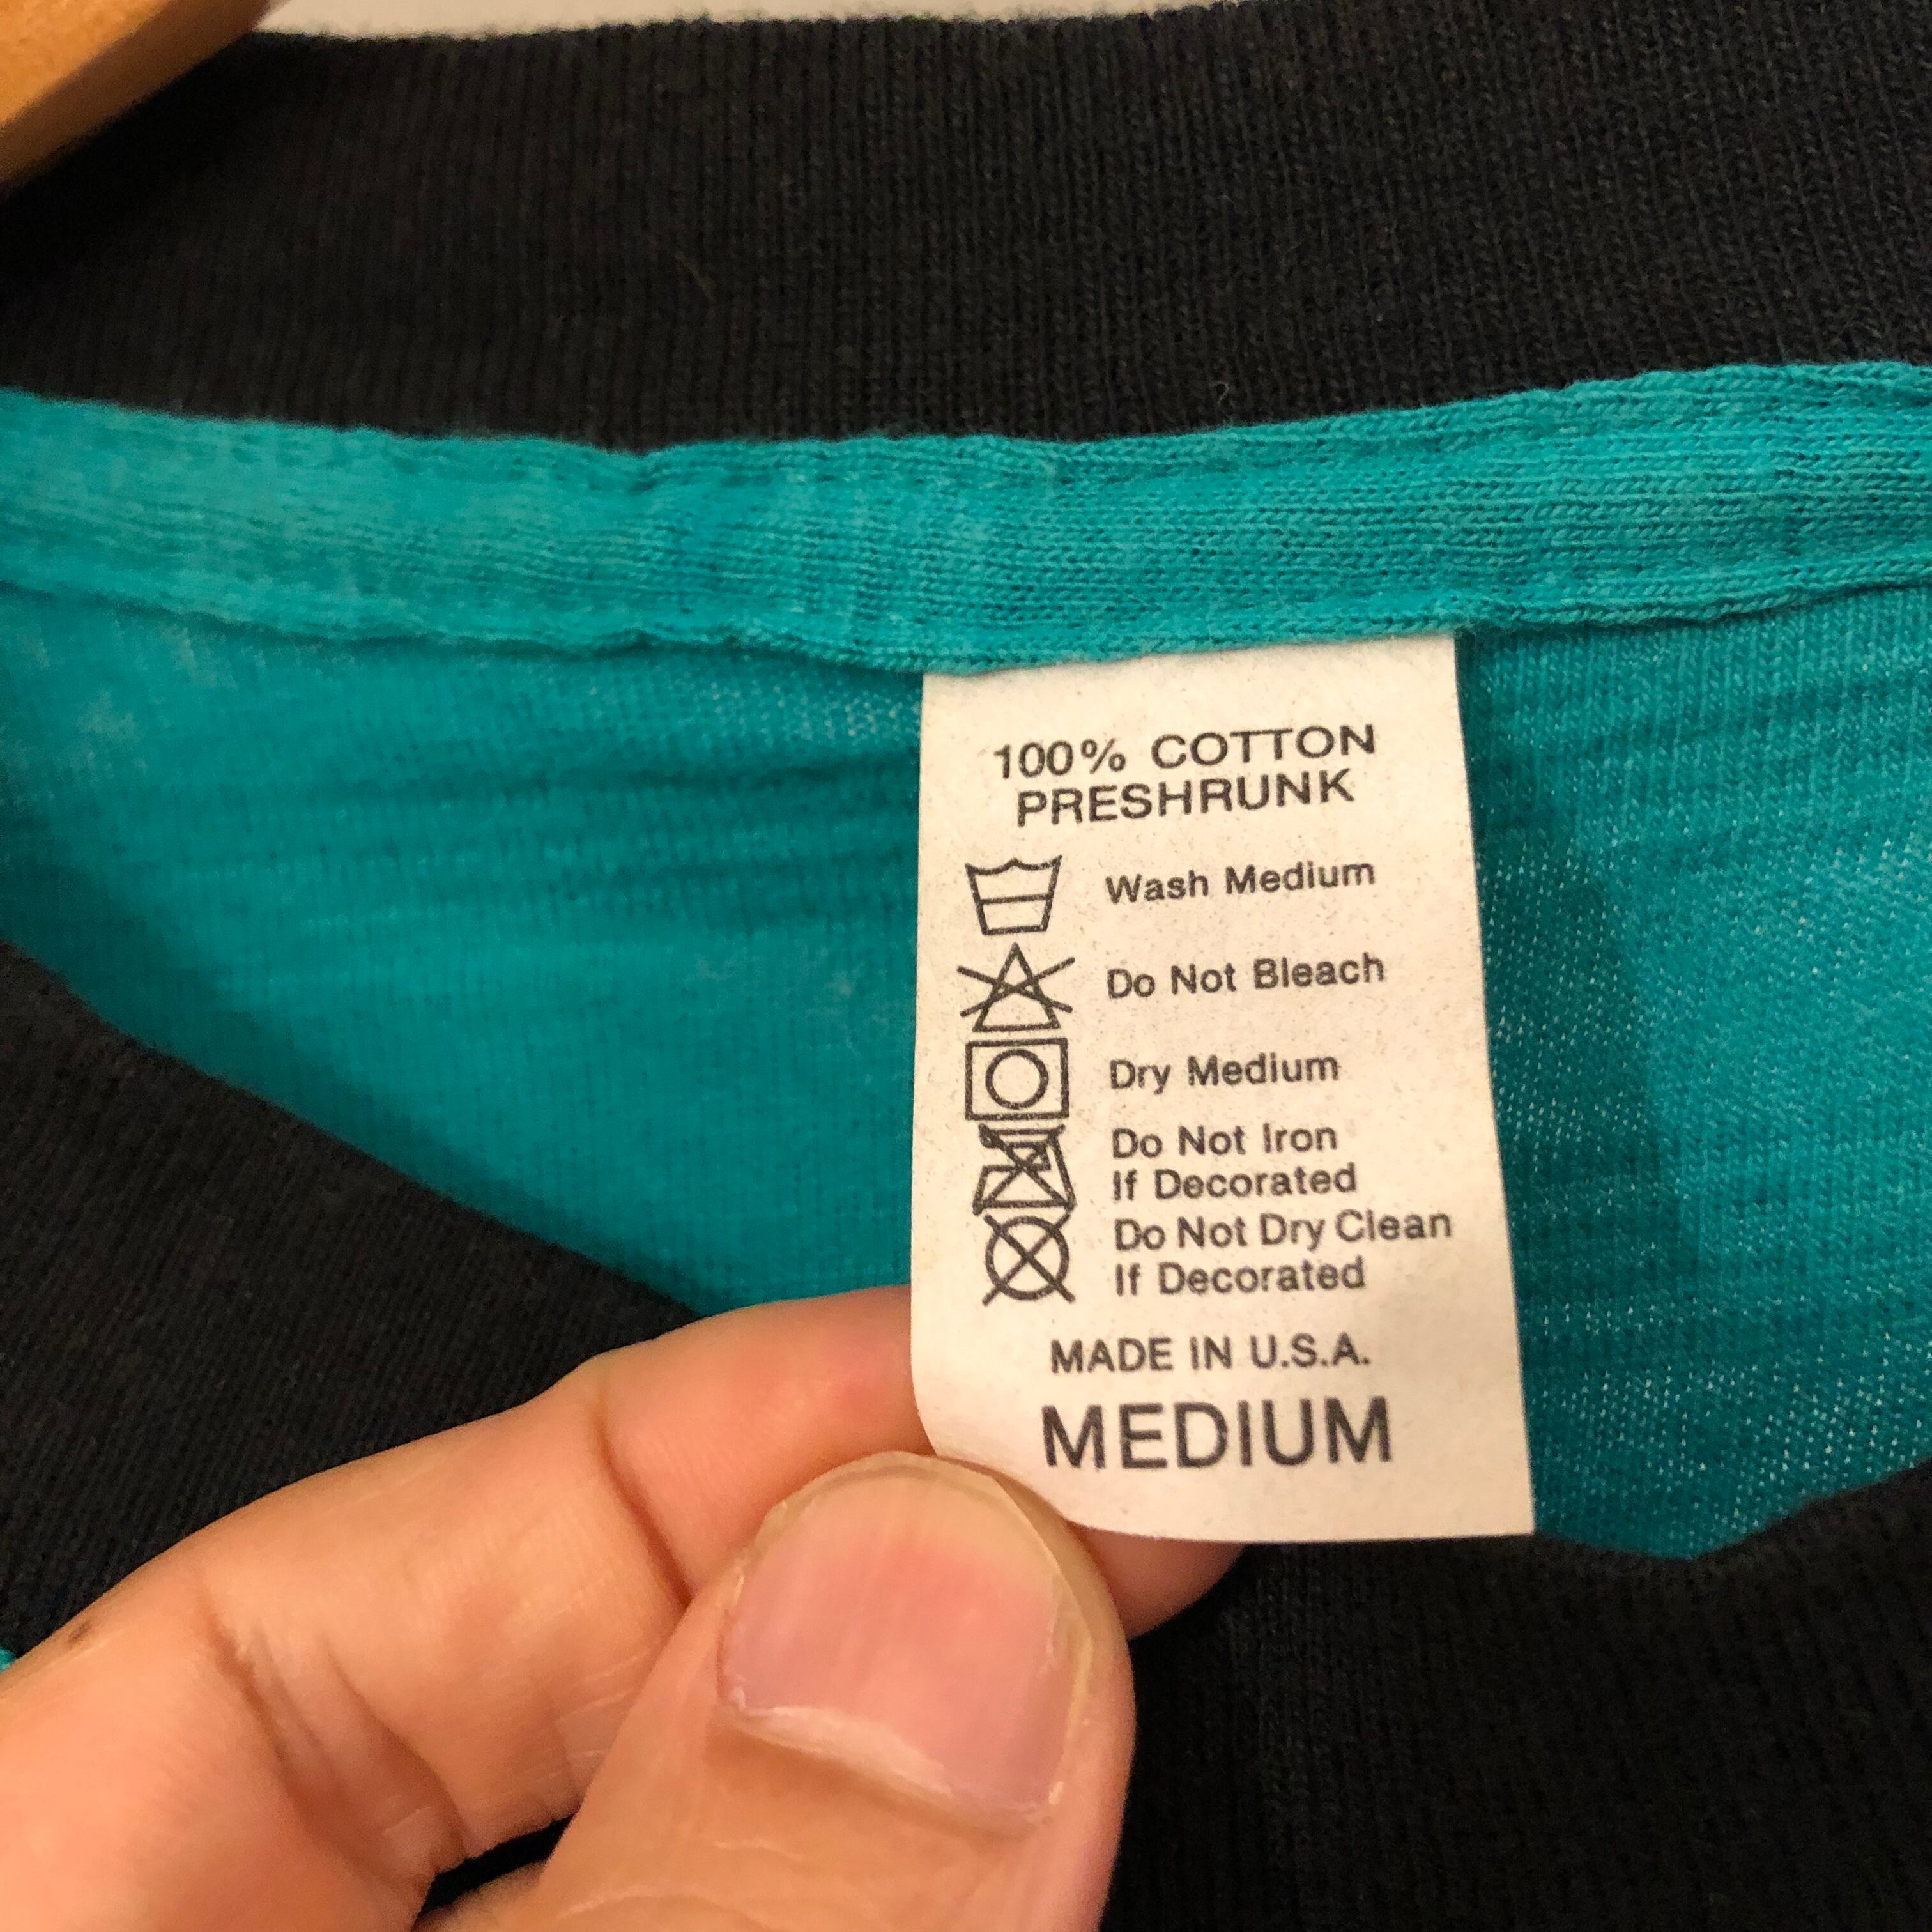 100% COTTON
PRESHRUNK
Wash Medium
Do Not Bleach
Dry Medium
Do Not Iron
If Decorated
Do Not Dry Clean
If Decorated
MADE IN U.S.A.
MEDIUM